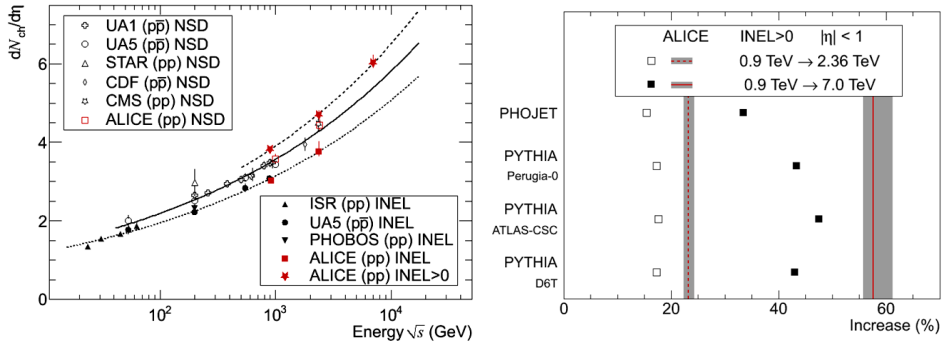 dN_ch/dη
UA1 (pp̅) NSD
UA5 (pp̅) NSD
STAR (pp) NSD
CDF (pp̅) NSD
CMS (pp) NSD
ALICE (pp) NSD
ISR (pp) INEL
UA5 (pp̅) INEL
PHOBOS (pp) INEL
ALICE (pp) INEL
ALICE (pp) INEL>0
6
4
2
0
10²
10³
10⁴
Energy √s (GeV)
ALICE INEL>0 |η| < 1
0.9 TeV → 2.36 TeV
0.9 TeV → 7.0 TeV
PHOJET
PYTHIA
Perugia-0
PYTHIA
ATLAS-CSC
PYTHIA
D6T
0 20 40 60
Increase (%)